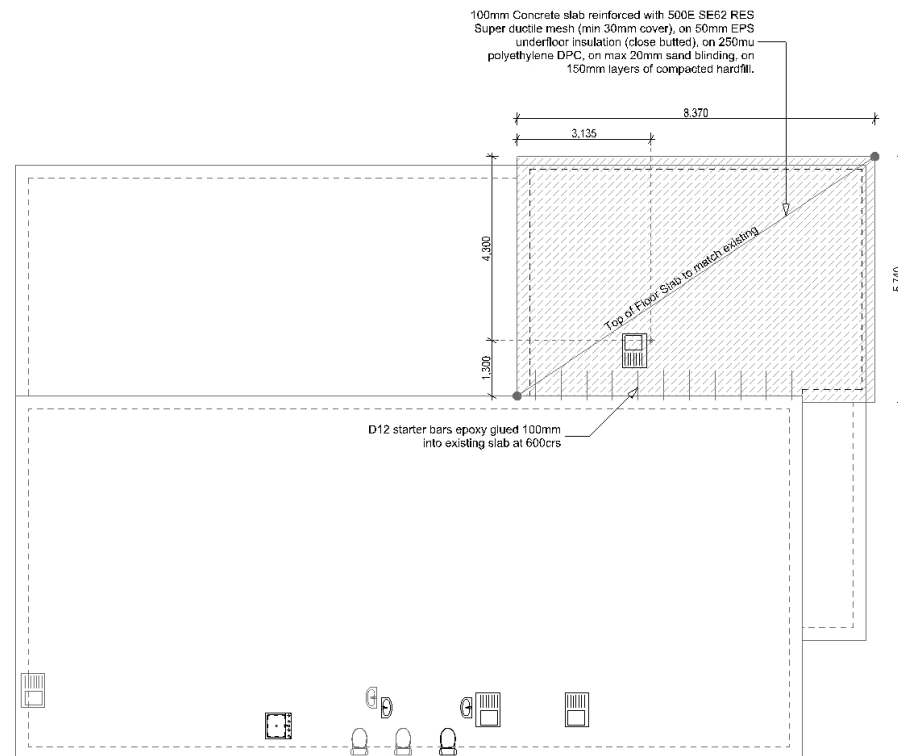 100mm Concrete slab reinforced with 500E SE62 RES
Super ductile mesh (min 30mm cover), on 50mm EPS
underfloor insulation (close butted), on 250mu
polyethylene DPC, on max 20mm sand blinding, on
150mm layers of compacted hardfill.
8,370
3,135
4,300
5,740
Top of Floor Slab to match existing
1,300
D12 starter bars epoxy glued 100mm
into existing slab at 600crs